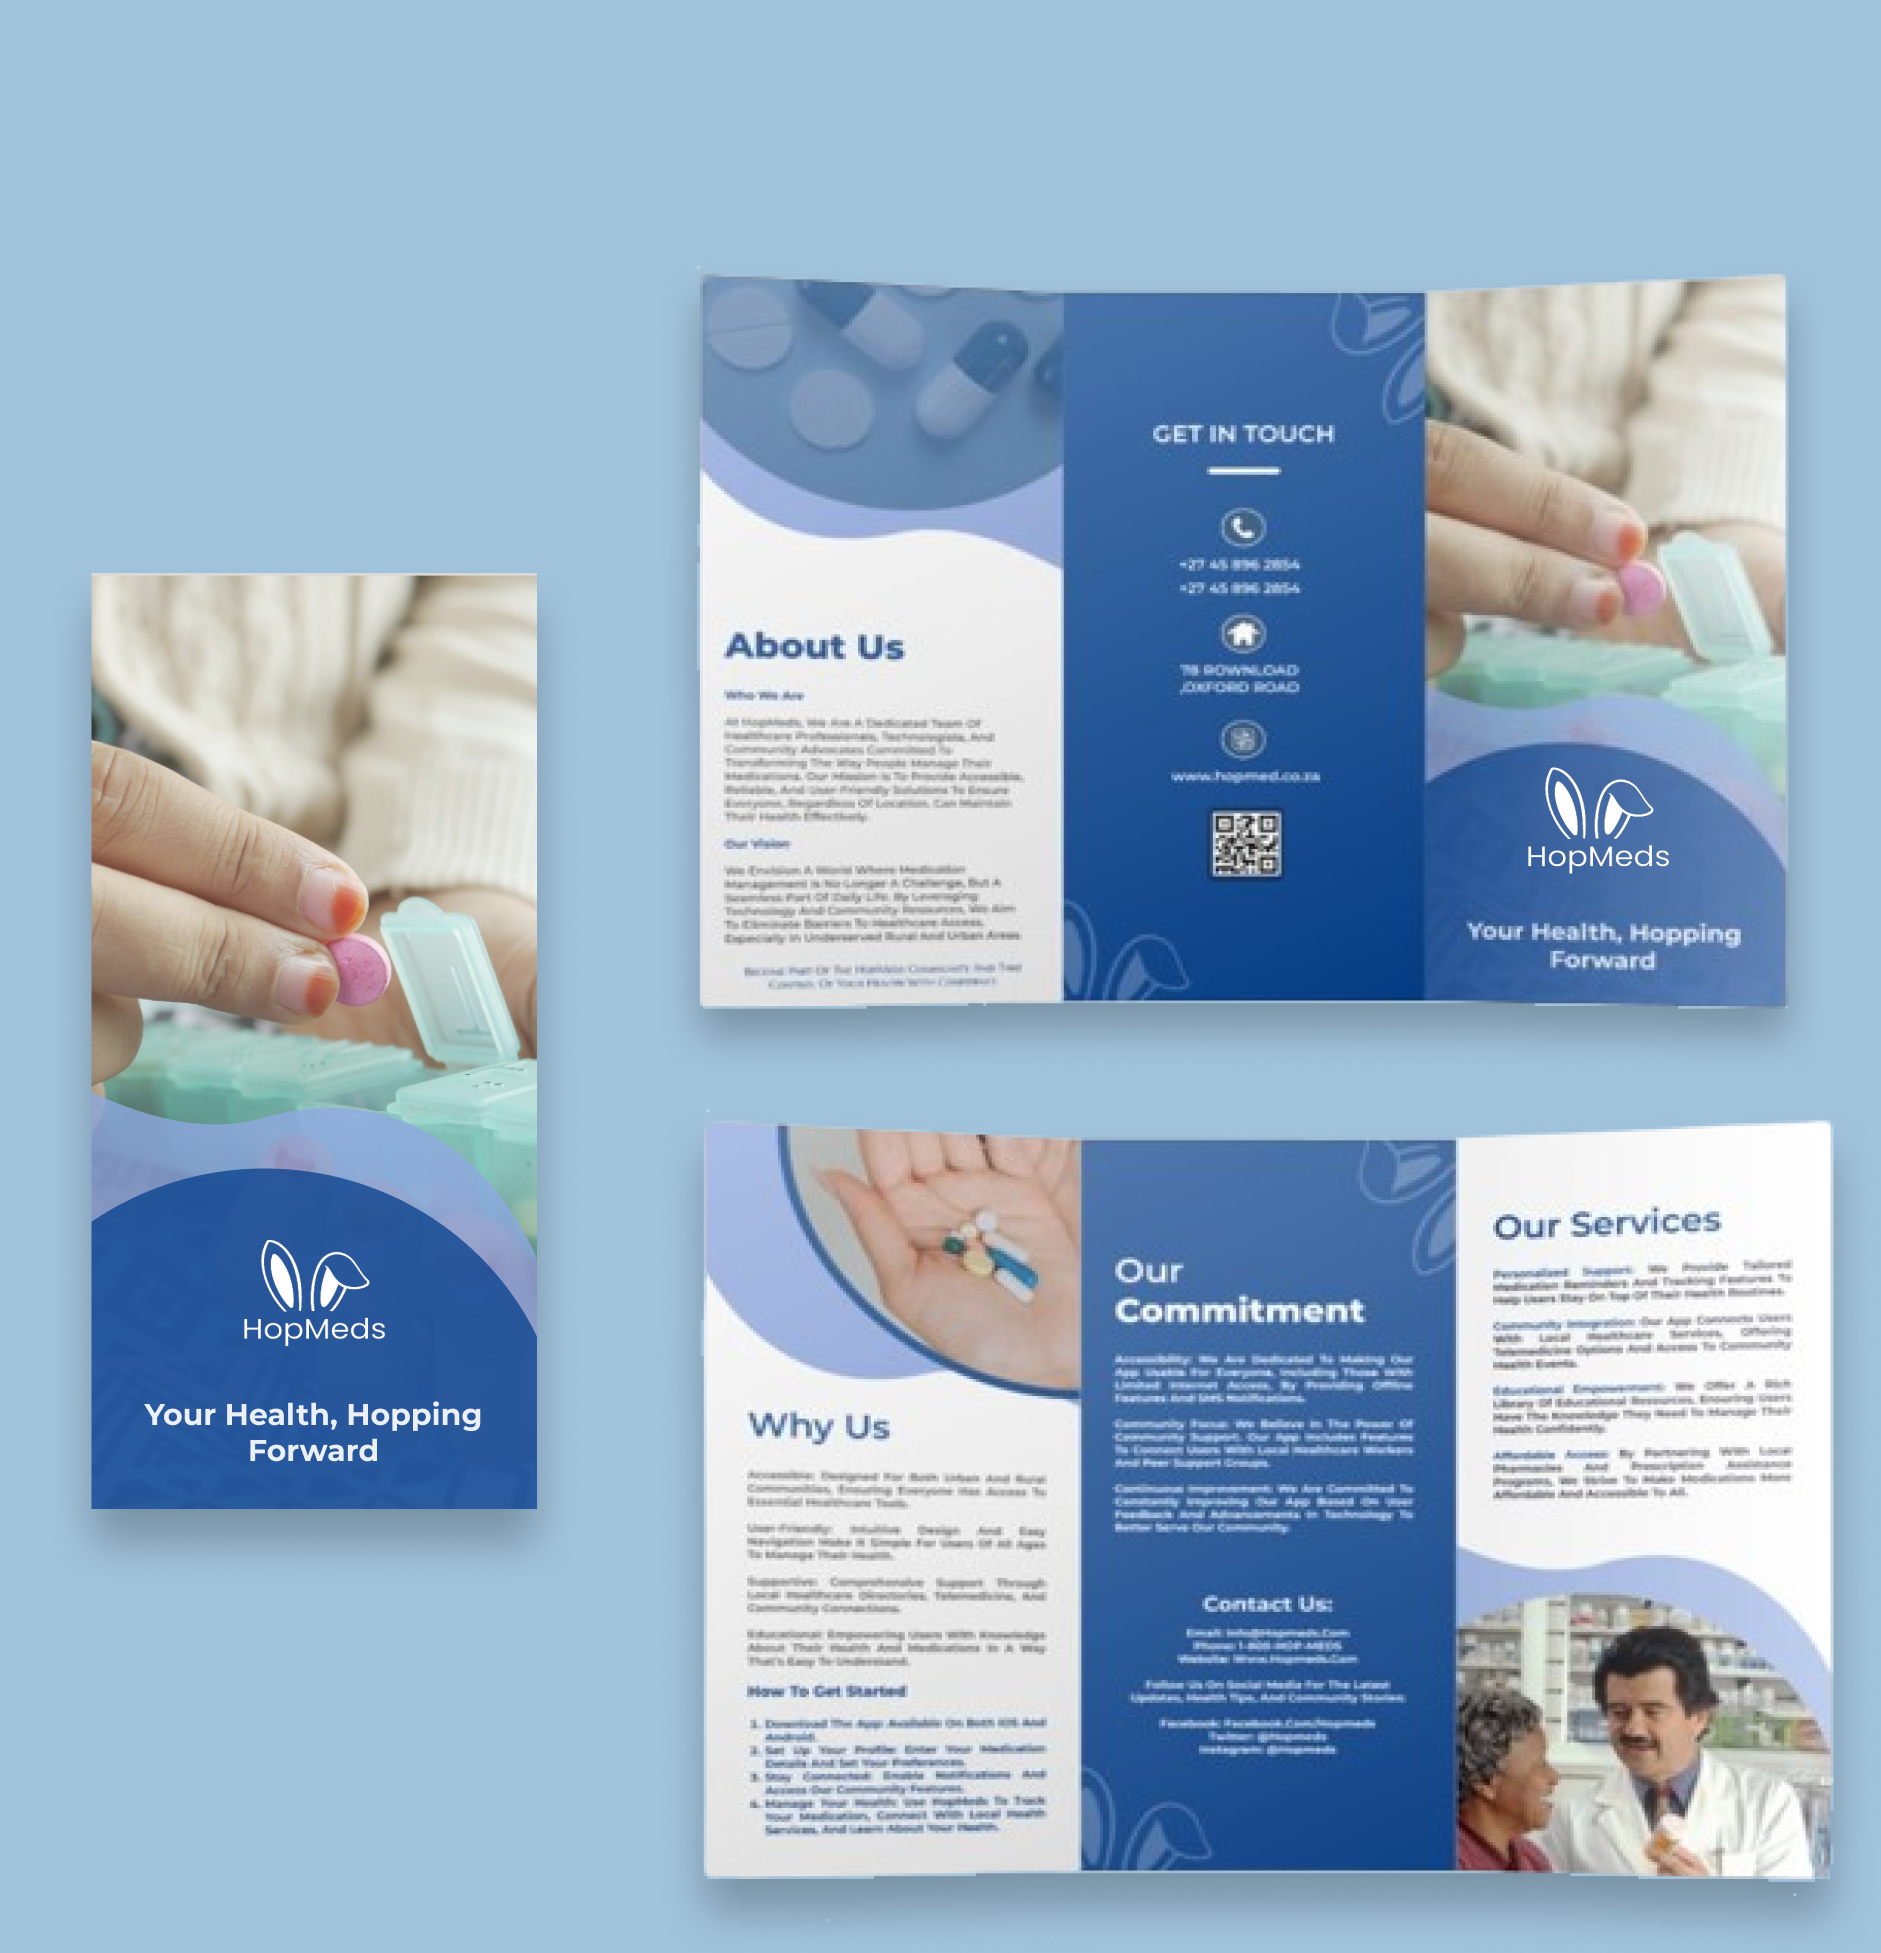 HopMeds
Your Health, Hopping
Forward
About Us
Who We Are
At HopMeds, We Are A Dedicated Team Of
Healthcare Professionals, Technologists, And
Community Advocates Committed To
Transforming The Way People Manage Their
Medications. Our Mission Is To Provide Accessible,
Reliable, And User-Friendly Solutions To Ensure
Everyone, Regardless Of Location, Can Maintain
Their Health Effectively.
Our Vision
We Envision A World Where Medication
Management Is No Longer A Challenge, But A
Seamless Part Of Daily Life. By Leveraging
Technology And Community Resources, We Aim
To Eliminate Barriers To Healthcare Access,
Especially In Underserved Rural And Urban Areas.
Become Part Of The HopMeds Community And Take
Control Of Your Health With Confidence
GET IN TOUCH
+27 45 896 2854
+27 45 896 2854
78 ROWNLOAD
,OXFORD ROAD
www.hopmed.co.za
HopMeds
Your Health, Hopping
Forward
Why Us
Accessible: Designed For Both Urban And Rural
Communities, Ensuring Everyone Has Access To
Essential Healthcare Tools.
User-Friendly: Intuitive Design And Easy
Navigation Make It Simple For Users Of All Ages
To Manage Their Health.
Supportive: Comprehensive Support Through
Local Healthcare Directories, Telemedicine, And
Community Connections.
Educational: Empowering Users With Knowledge
About Their Health And Medications In A Way
That's Easy To Understand.
How To Get Started
1. Download The App: Available On Both IOS And
Android.
2. Set Up Your Profile: Enter Your Medication
Details And Set Your Preferences.
3. Stay Connected: Enable Notifications And
Access Our Community Features.
4. Manage Your Health: Use HopMeds To Track
Your Medication, Connect With Local Health
Services, And Learn About Your Health.
Our
Commitment
Accessibility: We Are Dedicated To Making Our
App Usable For Everyone, Including Those With
Limited Internet Access, By Providing Offline
Features And SMS Notifications.
Community Focus: We Believe In The Power Of
Community Support. Our App Includes Features
To Connect Users With Local Healthcare Workers
And Peer Support Groups.
Continuous Improvement: We Are Committed To
Constantly Improving Our App Based On User
Feedback And Advancements In Technology To
Better Serve Our Community.
Contact Us:
Email: Info@Hopmeds.Com
Phone: 1-800-HOP-MEDS
Website: Www.Hopmeds.Com
Follow Us On Social Media For The Latest
Updates, Health Tips, And Community Stories:
Facebook: Facebook.Com/Hopmeds
Twitter: @Hopmeds
Instagram: @Hopmeds
Our Services
Personalized Support: We Provide Tailored
Medication Reminders And Tracking Features To
Help Users Stay On Top Of Their Health Routines.
Community Integration: Our App Connects Users
With Local Healthcare Services, Offering
Telemedicine Options And Access To Community
Health Events.
Educational Empowerment: We Offer A Rich
Library Of Educational Resources, Ensuring Users
Have The Knowledge They Need To Manage Their
Health Confidently.
Affordable Access: By Partnering With Local
Pharmacies And Prescription Assistance
Programs, We Strive To Make Medications More
Affordable And Accessible To All.